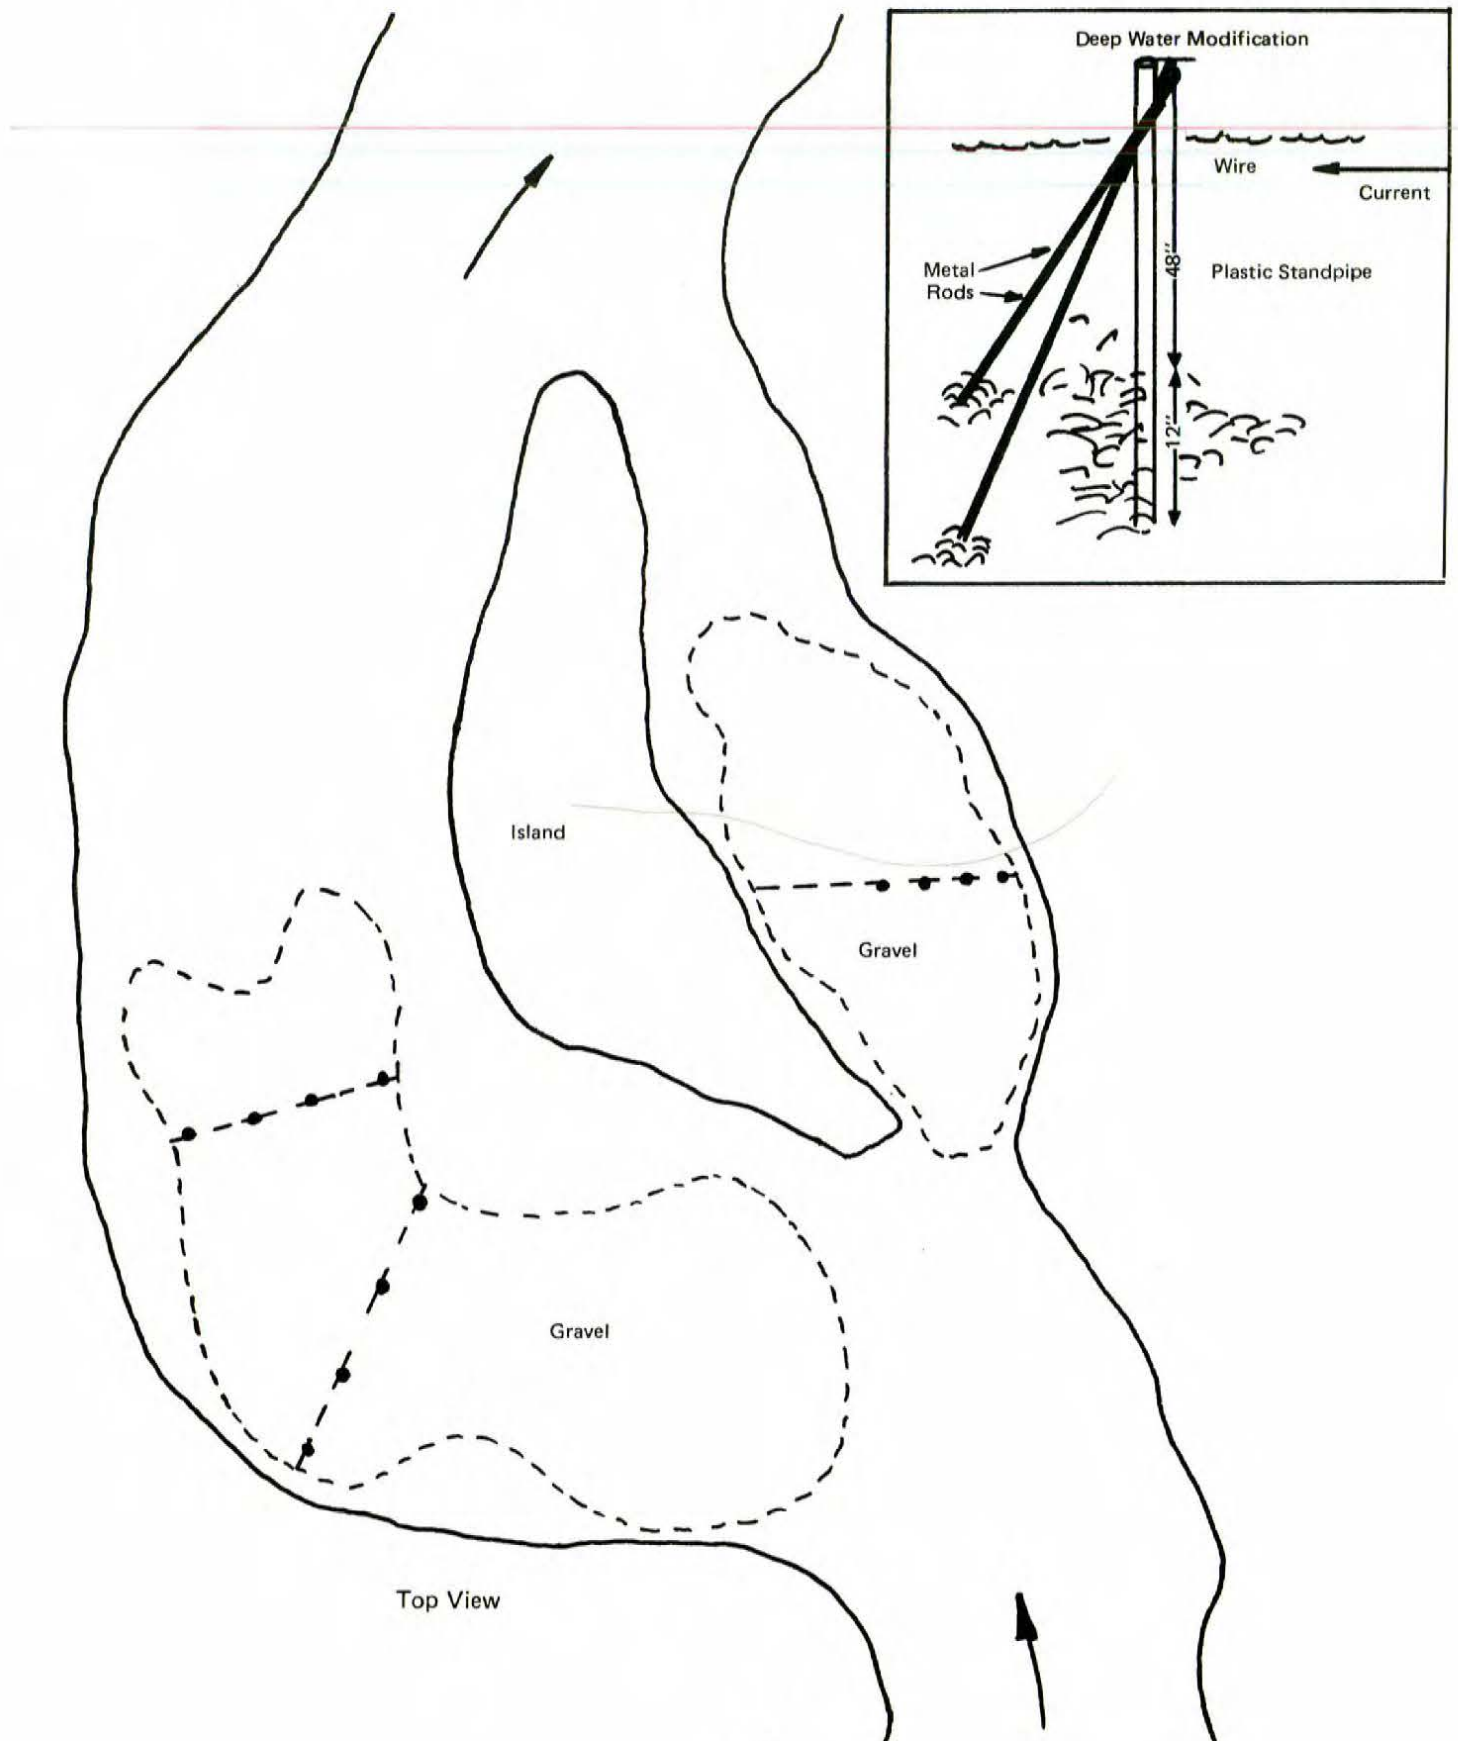 Deep Water Modification
Wire
Current
Metal
Rods
48"
Plastic Standpipe
12"
Island
Gravel
Gravel
Top View